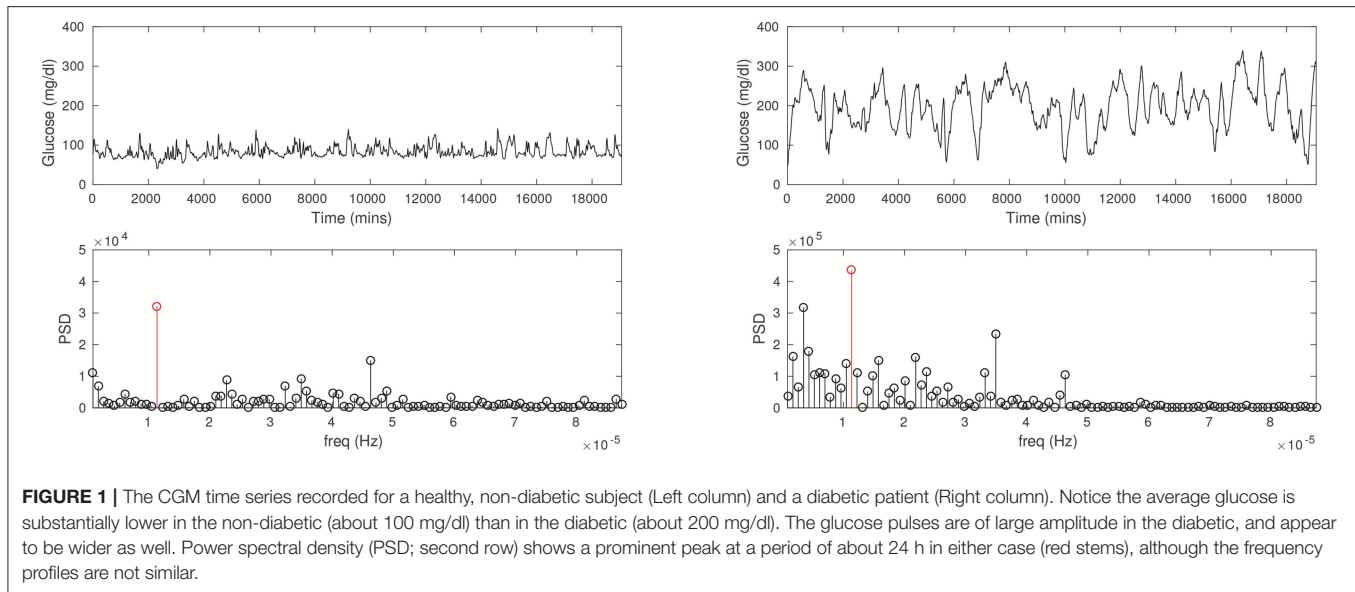 400
300
200
100
0
Glucose (mg/dl)
0 2000 4000 6000 8000 10000 12000 14000 16000 18000
Time (mins)
400
300
200
100
0
Glucose (mg/dl)
0 2000 4000 6000 8000 10000 12000 14000 16000 18000
Time (mins)
× 10⁴
5
4
3
2
1
0
PSD
1 2 3 4 5 6 7 8
× 10⁻⁵
freq (Hz)
× 10⁵
5
4
3
2
1
0
PSD
1 2 3 4 5 6 7 8
× 10⁻⁵
freq (Hz)
FIGURE 1 | The CGM time series recorded for a healthy, non-diabetic subject (Left column) and a diabetic patient (Right column). Notice the average glucose is
substantially lower in the non-diabetic (about 100 mg/dl) than in the diabetic (about 200 mg/dl). The glucose pulses are of large amplitude in the diabetic, and appear
to be wider as well. Power spectral density (PSD; second row) shows a prominent peak at a period of about 24 h in either case (red stems), although the frequency
profiles are not similar.